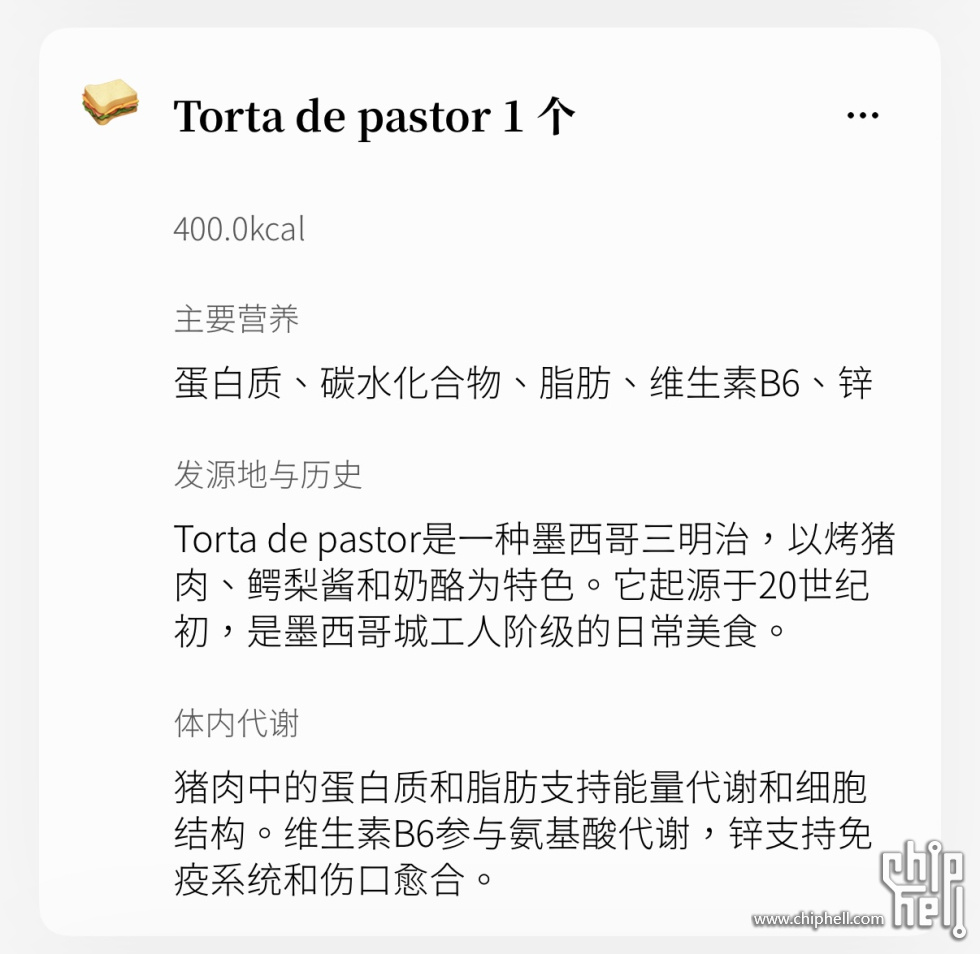 Torta de pastor 1 个
...
400.0kcal
主要营养
蛋白质、碳水化合物、脂肪、维生素B6、锌
发源地与历史
Torta de pastor是一种墨西哥三明治，以烤猪
肉、鳄梨酱和奶酪为特色。它起源于20世纪
初，是墨西哥城工人阶级的日常美食。
体内代谢
猪肉中的蛋白质和脂肪支持能量代谢和细胞
结构。维生素B6参与氨基酸代谢，锌支持免
疫系统和伤口愈合。
chip
hell
www.chiphell.com